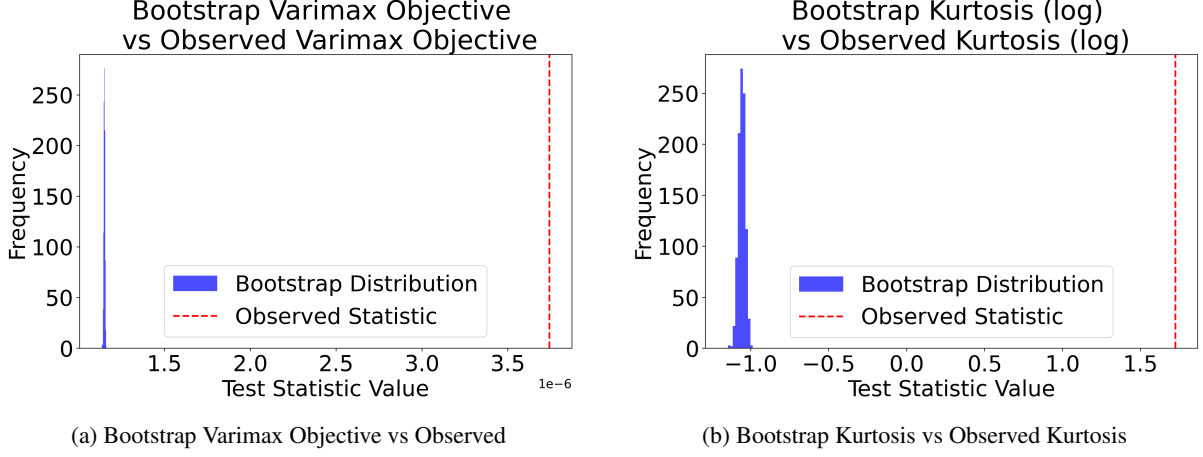 Bootstrap Varimax Objective
vs Observed Varimax Objective
Frequency
250
200
150
100
50
0
Bootstrap Distribution
Observed Statistic
1.5 2.0 2.5 3.0 3.5
1e-6
Test Statistic Value
(a) Bootstrap Varimax Objective vs Observed
Bootstrap Kurtosis (log)
vs Observed Kurtosis (log)
Frequency
250
200
150
100
50
0
Bootstrap Distribution
Observed Statistic
−1.0 −0.5 0.0 0.5 1.0 1.5
Test Statistic Value
(b) Bootstrap Kurtosis vs Observed Kurtosis